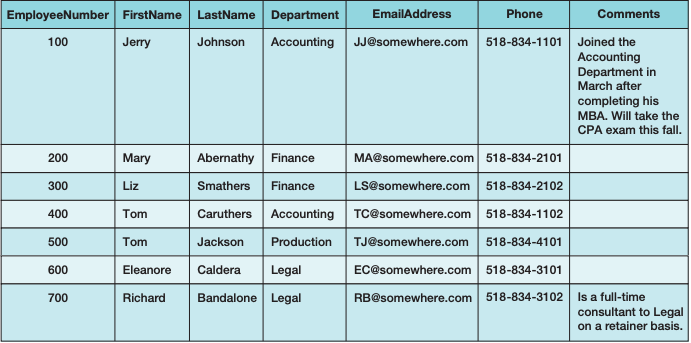 EmployeeNumber FirstName LastName Department EmailAddress Phone Comments
100 Jerry Johnson Accounting JJ@somewhere.com 518-834-1101 Joined the
Accounting
Department in
March after
completing his
MBA. Will take the
CPA exam this fall.
200 Mary Abernathy Finance MA@somewhere.com 518-834-2101
300 Liz Smathers Finance LS@somewhere.com 518-834-2102
400 Tom Caruthers Accounting TC@somewhere.com 518-834-1102
500 Tom Jackson Production TJ@somewhere.com 518-834-4101
600 Eleanore Caldera Legal EC@somewhere.com 518-834-3101
700 Richard Bandalone Legal RB@somewhere.com 518-834-3102 Is a full-time
consultant to Legal
on a retainer basis.